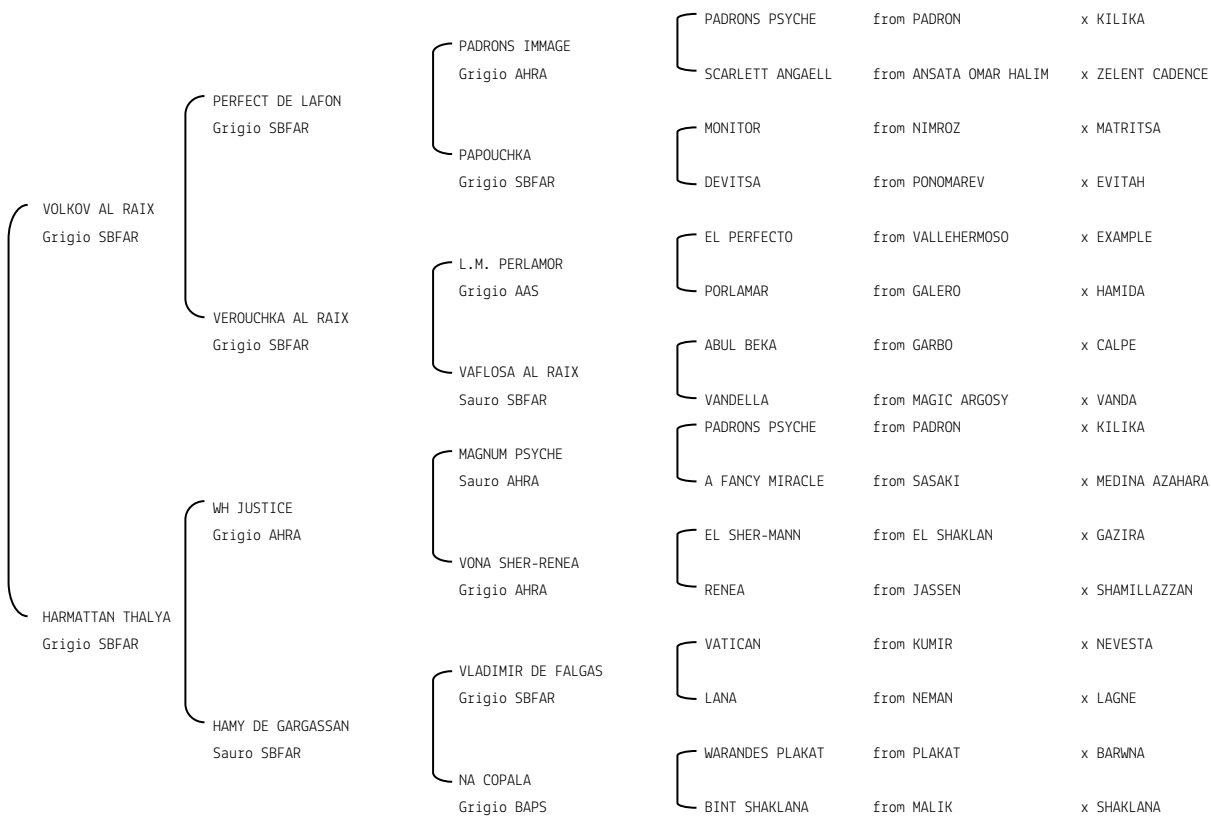 PADRONS PSYCHE from PADRON x KILIKA
PADRONS IMMAGE
Grigio AHRA SCARLETT ANGAELL from ANSATA OMAR HALIM x ZELENT CADENCE
PERFECT DE LAFON
Grigio SBFAR MONITOR from NIMROZ x MATRITSA
PAPOUCHKA
Grigio SBFAR DEVITSA from PONOMAREV x EVITAH
VOLKOV AL RAIX
Grigio SBFAR EL PERFECTO from VALLEHERMOSO x EXAMPLE
L.M. PERLAMOR
Grigio AAS PORLAMAR from GALERO x HAMIDA
VEROUCHKA AL RAIX
Grigio SBFAR ABUL BEKA from GARBO x CALPE
VAFLOSA AL RAIX
Sauro SBFAR VANDELLA from MAGIC ARGOSY x VANDA
PADRONS PSYCHE from PADRON x KILIKA
MAGNUM PSYCHE
Sauro AHRA A FANCY MIRACLE from SASAKI x MEDINA AZAHARA
WH JUSTICE
Grigio AHRA EL SHER-MANN from EL SHAKLAN x GAZIRA
VONA SHER-RENEA
Grigio AHRA RENEA from JASSEN x SHAMILLAZZAN
HARMATTAN THALYA
Grigio SBFAR VATICAN from KUMIR x NEVESTA
VLADIMIR DE FALGAS
Grigio SBFAR LANA from NEMAN x LAGNE
HAMY DE GARGASSAN
Sauro SBFAR WARANDES PLAKAT from PLAKAT x BARWNA
NA COPALA
Grigio BAPS BINT SHAKLANA from MALIK x SHAKLANA